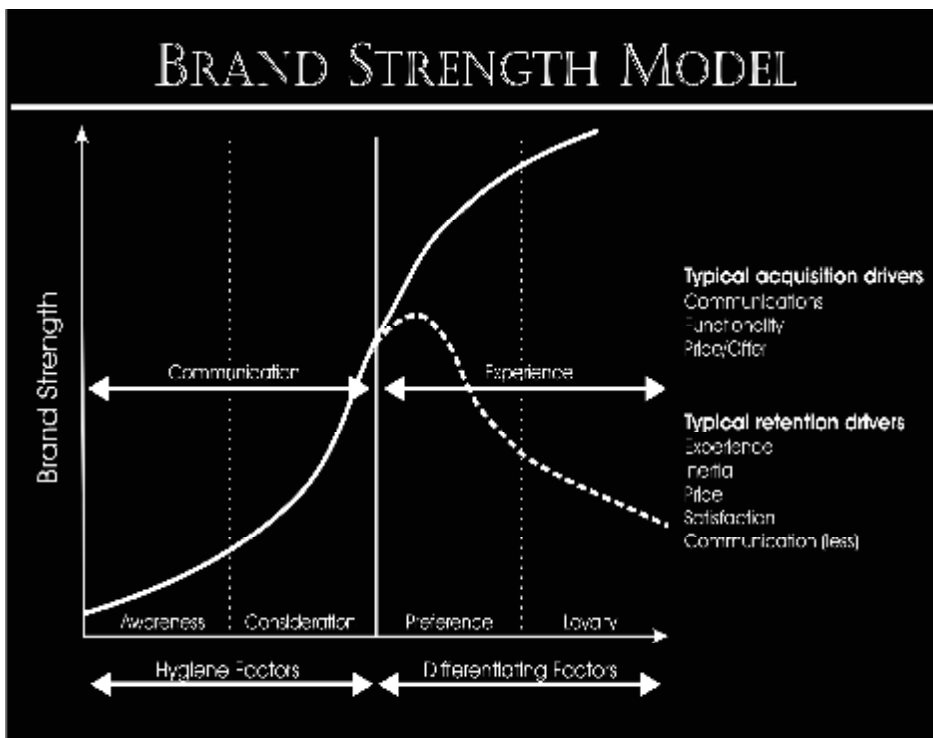 BRAND STRENGTH MODEL
Brand Strength
Communication
Experience
Awareness
Consideration
Preference
Loyalty
Hygiene Factors
Differentiating Factors
Typical acquisition drivers
Communications
Functionality
Price/Offer
Typical retention drivers
Experience
Inertia
Price
Satisfaction
Communication (less)